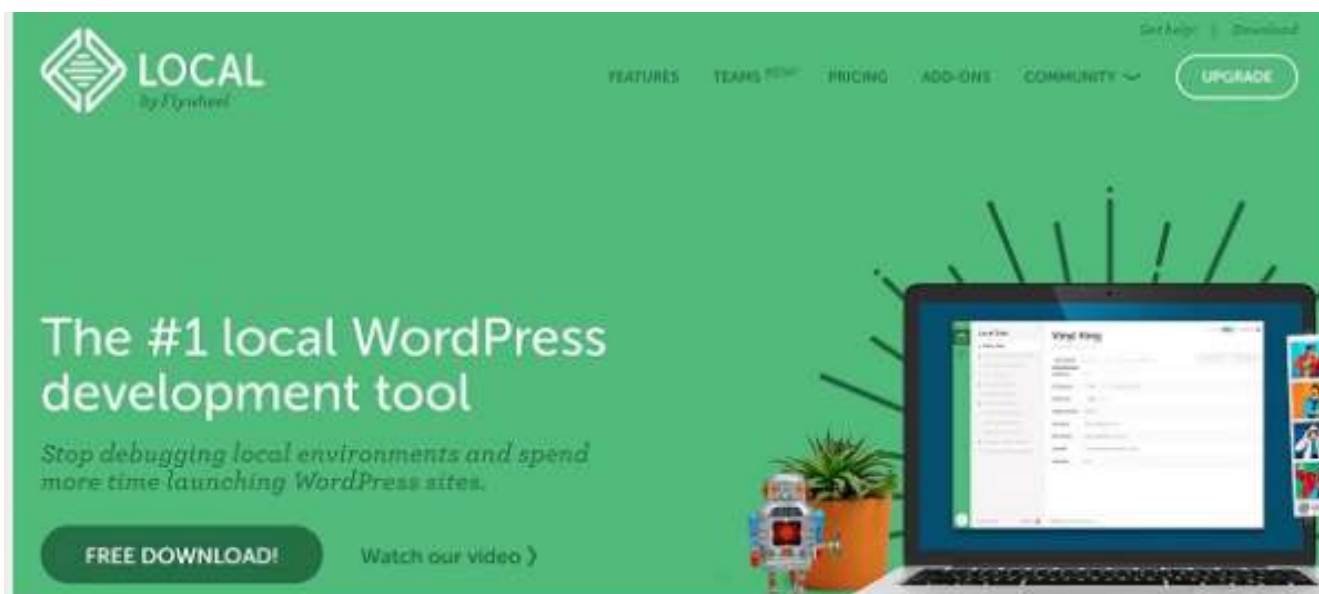 Get help! | Download
LOCAL
by Flywheel
FEATURES TEAMS PRICING ADD-ONS COMMUNITY UPGRADE
The #1 local WordPress
development tool
Stop debugging local environments and spend
more time launching WordPress sites.
FREE DOWNLOAD! Watch our video ❯